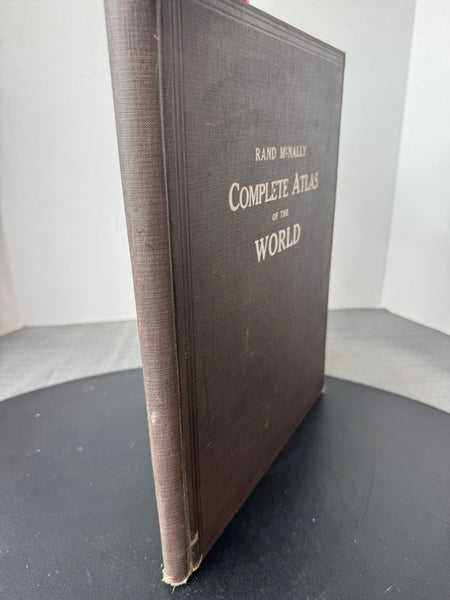 RAND McNALLY
COMPLETE ATLAS
OF THE
WORLD